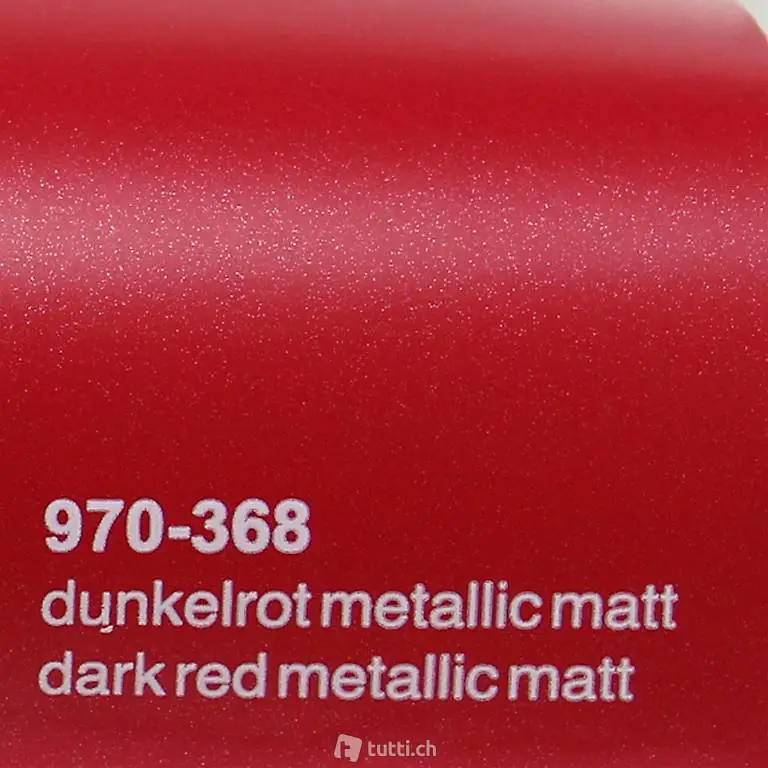 970-368
dunkelrot metallic matt
dark red metallic matt
tutti.ch